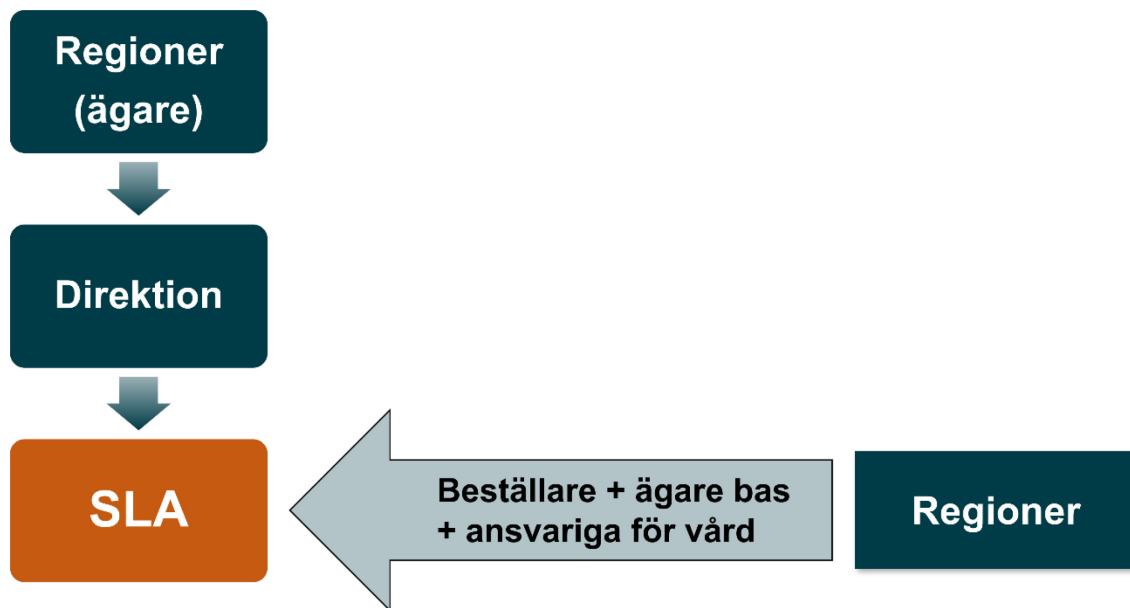 Regioner
(ägare)
Direktion
SLA
Beställare + ägare bas
+ ansvariga för vård
Regioner